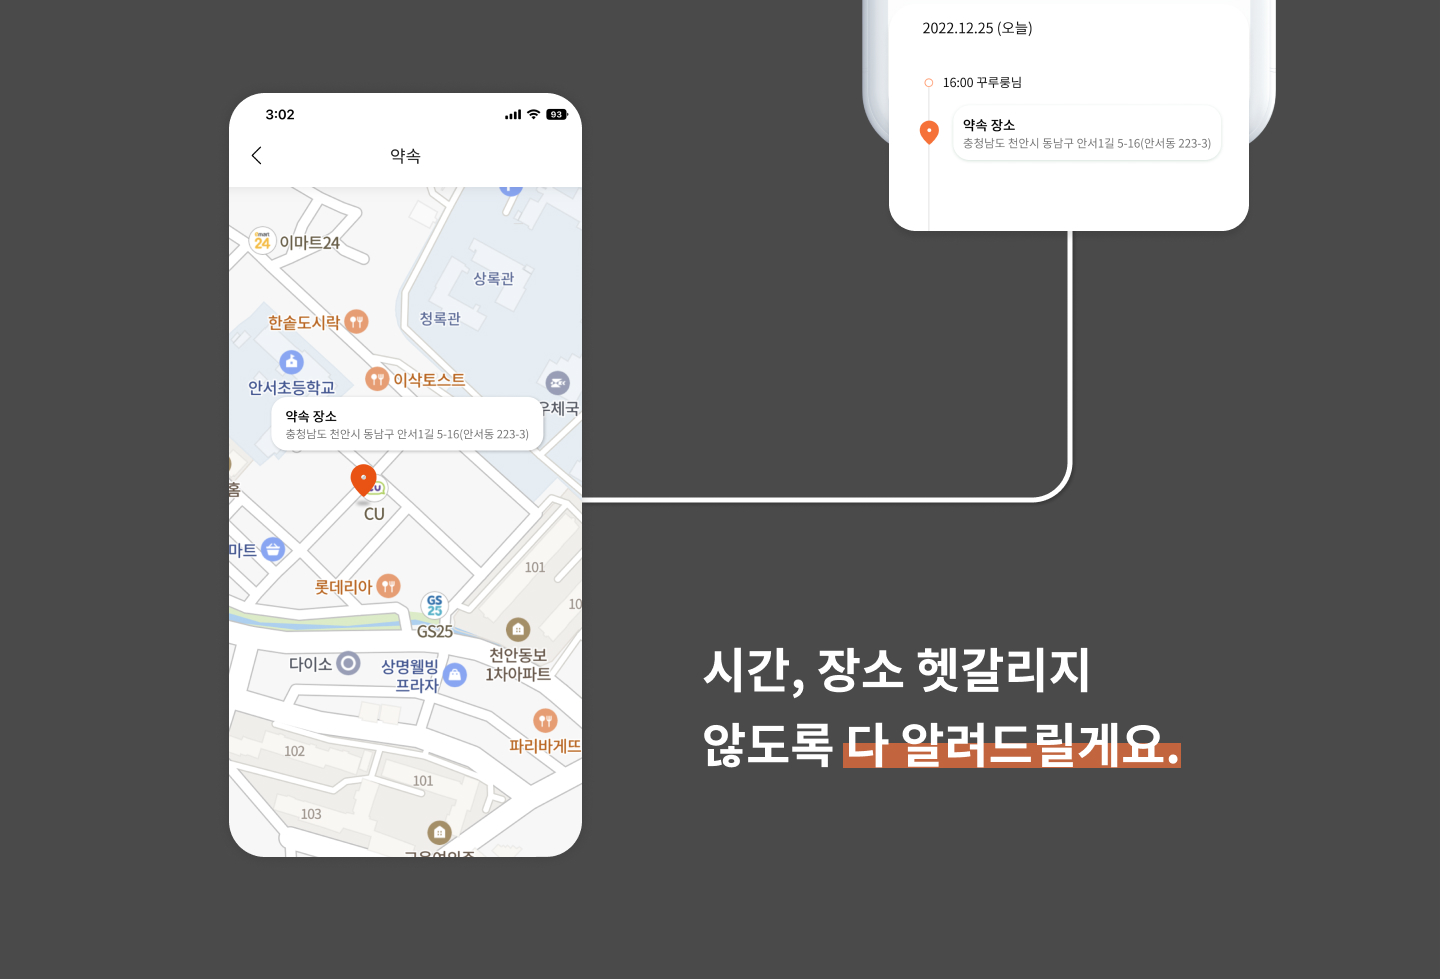 2022.12.25 (오늘)
16:00 꾸루룽님
약속 장소
충청남도 천안시 동남구 안서1길 5-16(안서동 223-3)
3:02
93
약속
emart
24
이마트24
상록관
청록관
한솥도시락
이삭토스트
안서초등학교
우체국
약속 장소
충청남도 천안시 동남구 안서1길 5-16(안서동 223-3)
홈
CU
마트
101
롯데리아
10
GS
25
GS25
천안동보
1차아파트
다이소
상명웰빙
프라자
파리바게뜨
102
101
103
시간, 장소 헷갈리지
않도록 다 알려드릴게요.